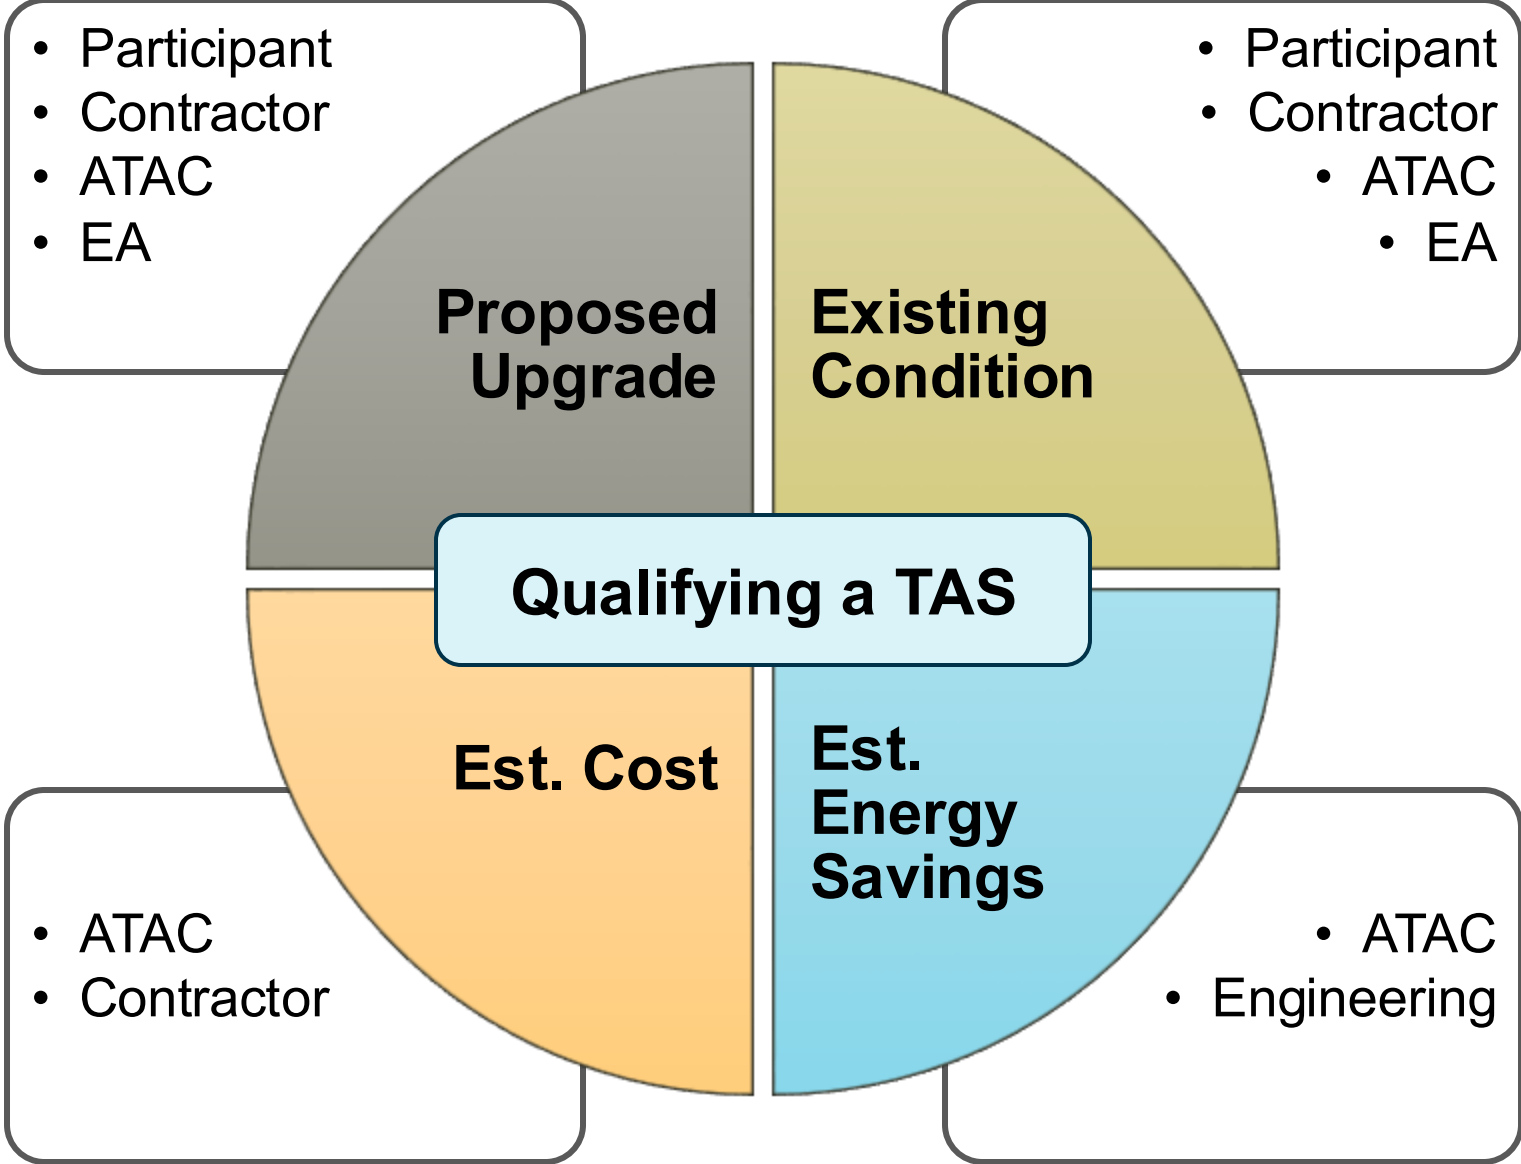 • Participant
• Contractor
• ATAC
• EA
• Participant
• Contractor
• ATAC
• EA
Proposed
Upgrade
Existing
Condition
Qualifying a TAS
Est. Cost
Est.
Energy
Savings
• ATAC
• Contractor
• ATAC
• Engineering